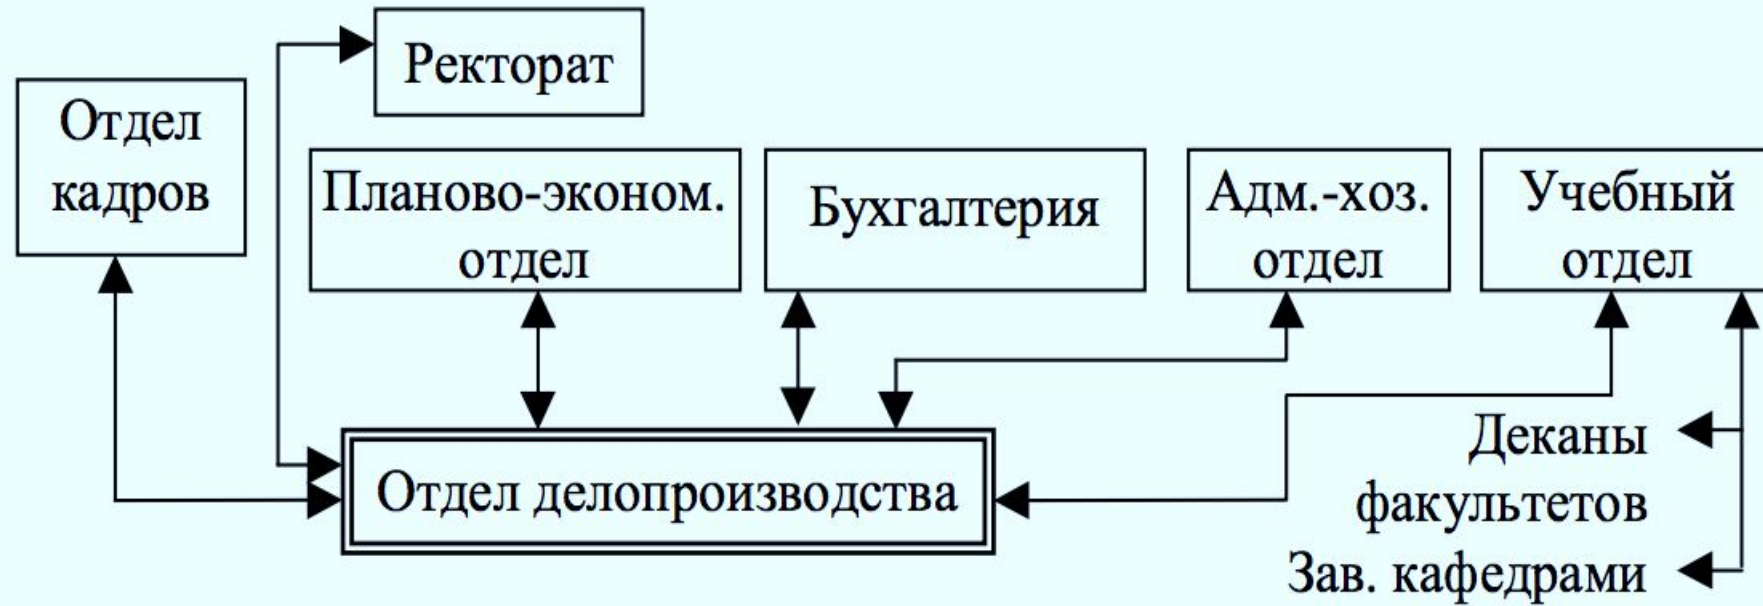 Ректорат
Отдел
кадров
Планово-эконом.
отдел
Бухгалтерия
Адм.-хоз.
отдел
Учебный
отдел
Отдел делопроизводства
Деканы
факультетов
Зав. кафедрами